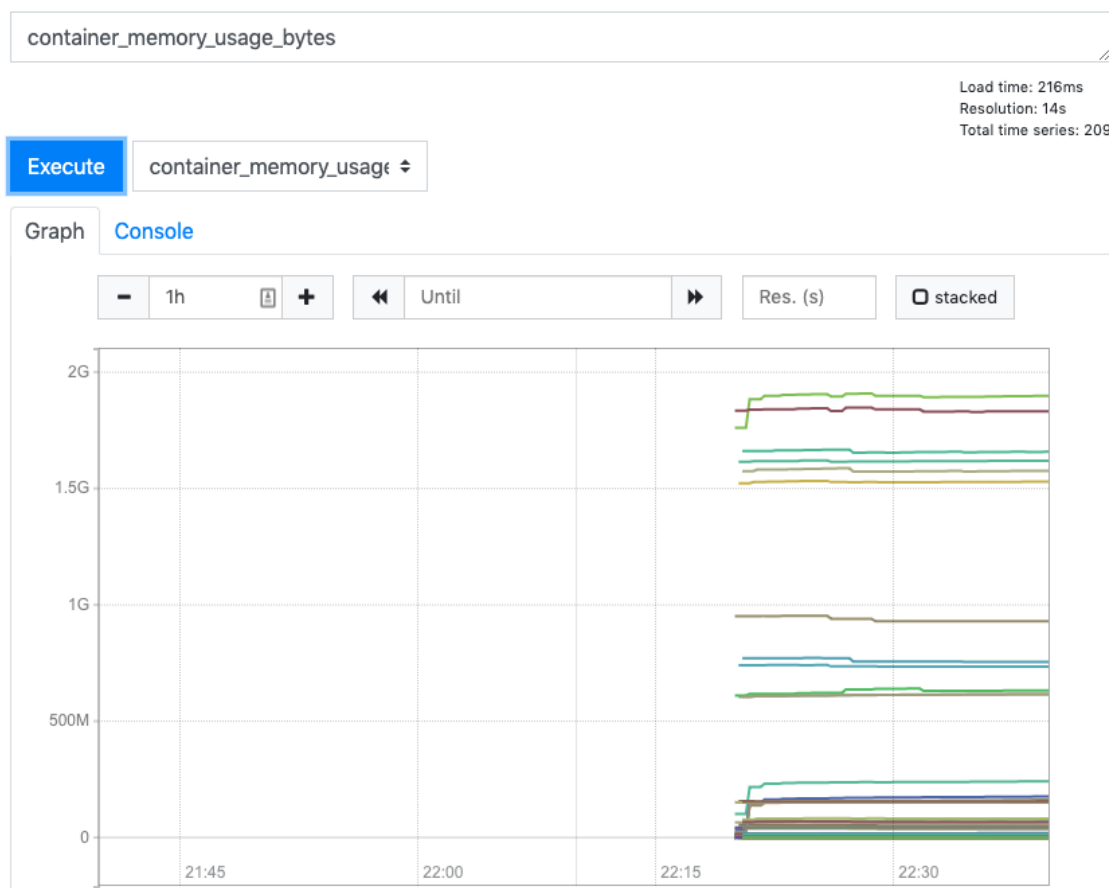 container_memory_usage_bytes
Load time: 216ms
Resolution: 14s
Total time series: 209
Execute
container_memory_usage
Graph
Console
1h
Until
Res. (s)
stacked
2G
1.5G
1G
500M
0
21:45
22:00
22:15
22:30